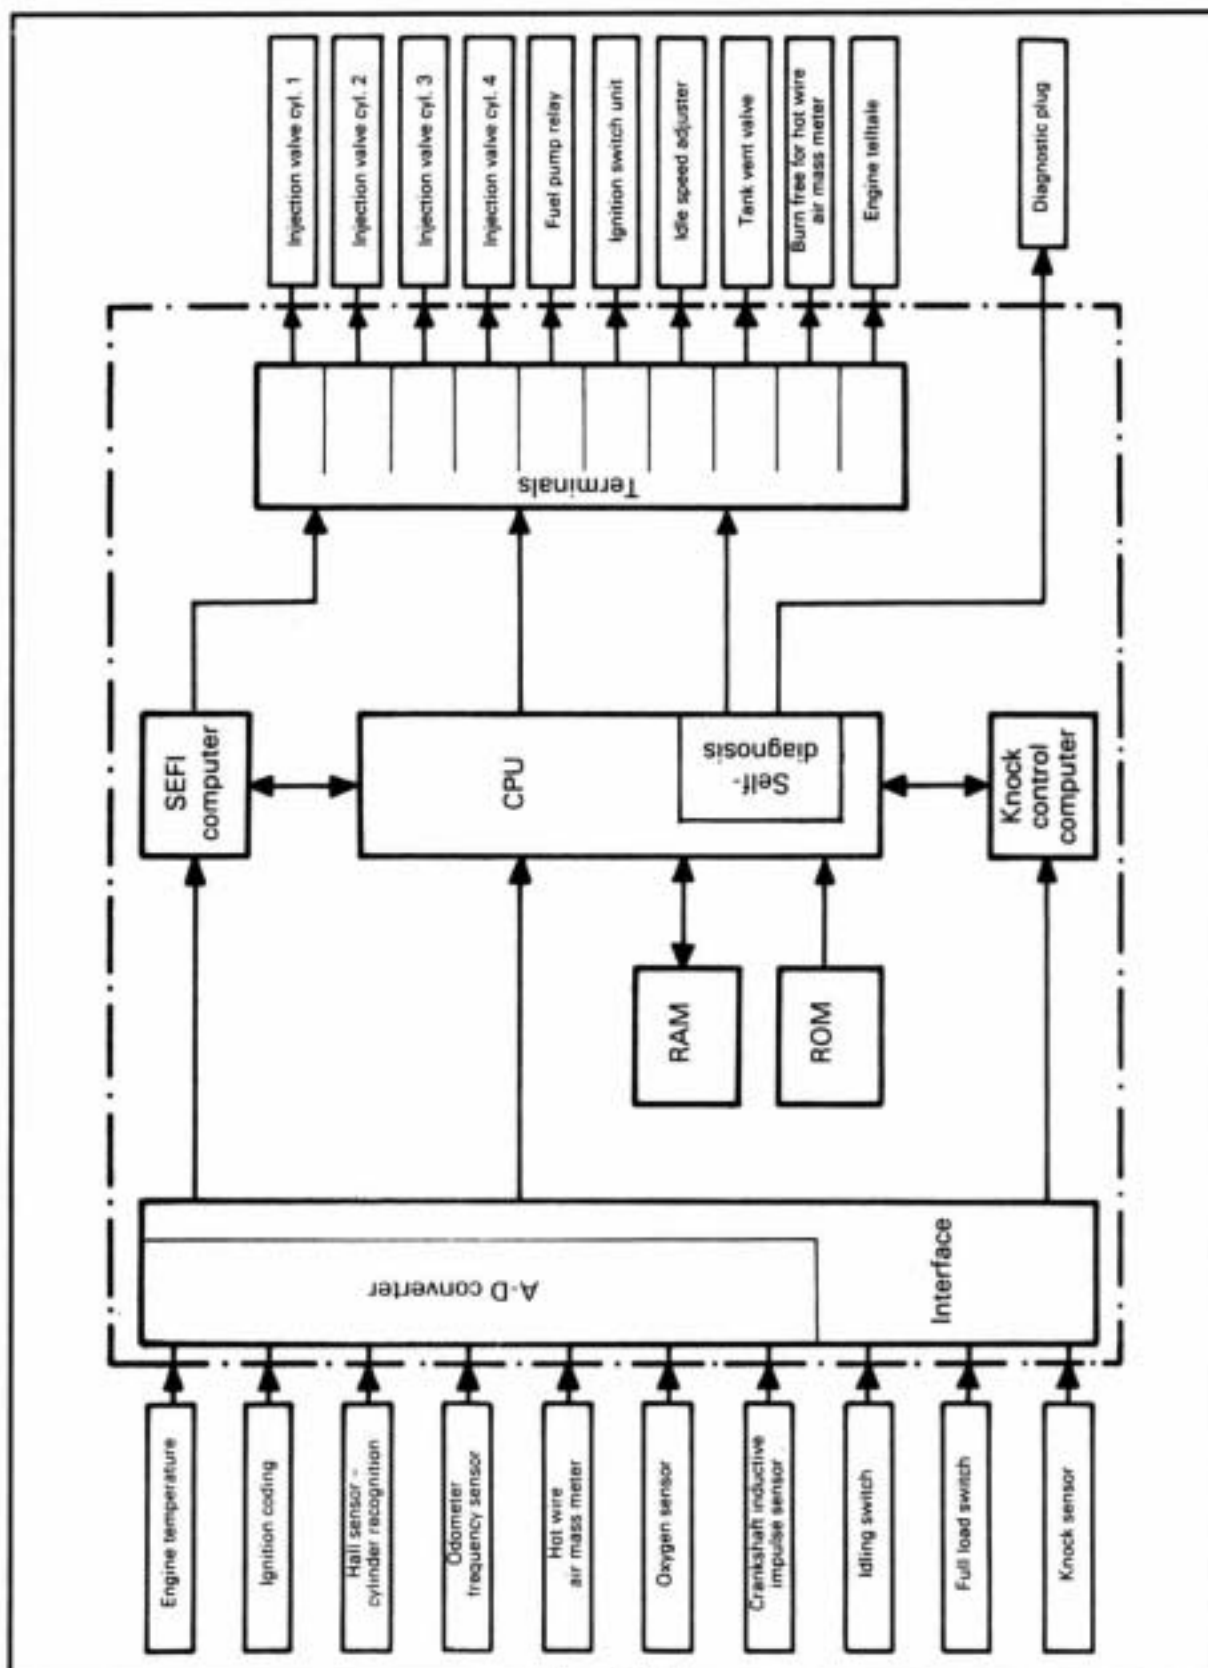 Injection valve cyl. 1
Injection valve cyl. 2
Injection valve cyl. 3
Injection valve cyl. 4
Fuel pump relay
Ignition switch unit
Idle speed adjuster
Tank vent valve
Burn free for hot wire
air mass meter
Engine telltale
Diagnostic plug
Terminals
SEFI
computer
CPU
Self-
diagnosis
Knock
control
computer
RAM
ROM
A-D converter
Interface
Engine temperature
Ignition coding
Hall sensor –
cylinder recognition
Odometer
frequency sensor
Hot wire
air mass meter
Oxygen sensor
Crankshaft inductive
impulse sensor
Idling switch
Full load switch
Knock sensor